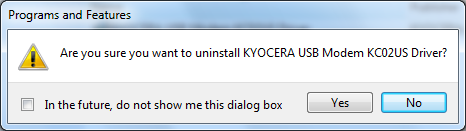 Programs and Features
Are you sure you want to uninstall KYOCERA USB Modem KC02US Driver?
In the future, do not show me this dialog box
Yes
No